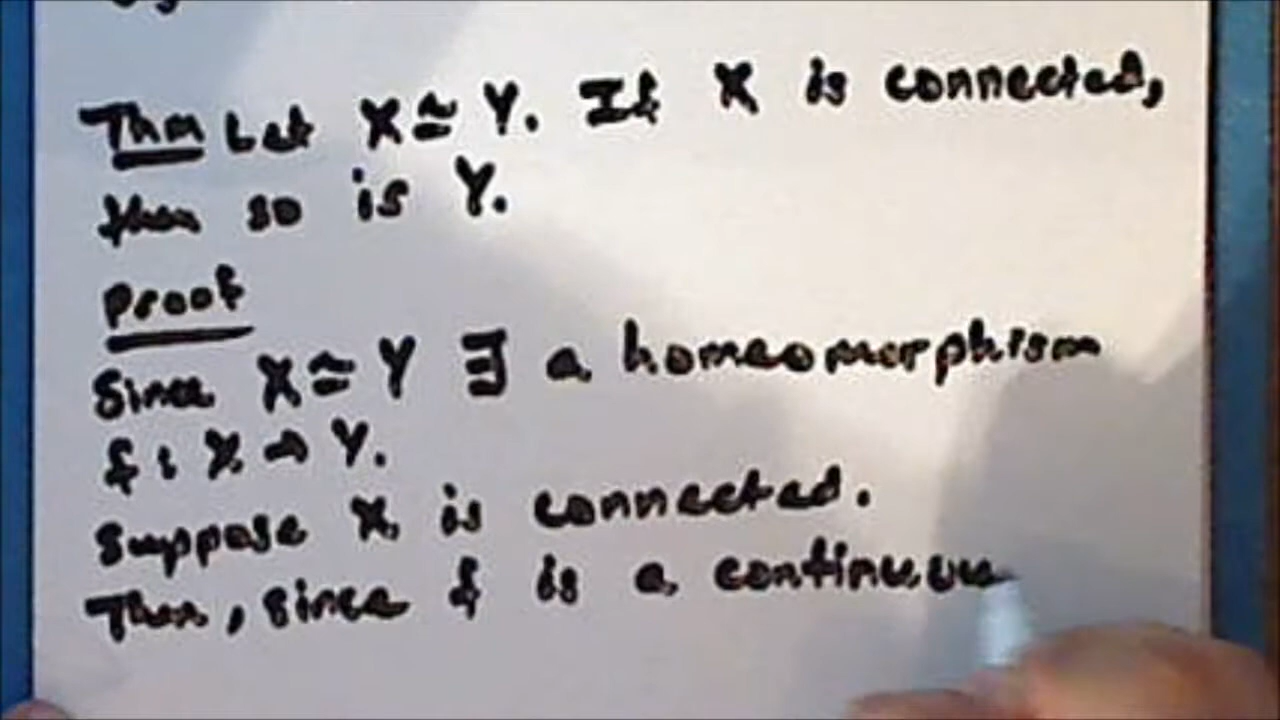 Thm Let X ≅ Y. If X is connected,
then so is Y.
Proof
Since X ≅ Y ∃ a homeomorphism
f : X → Y.
Suppose X is connected.
Then, since f is a continuous